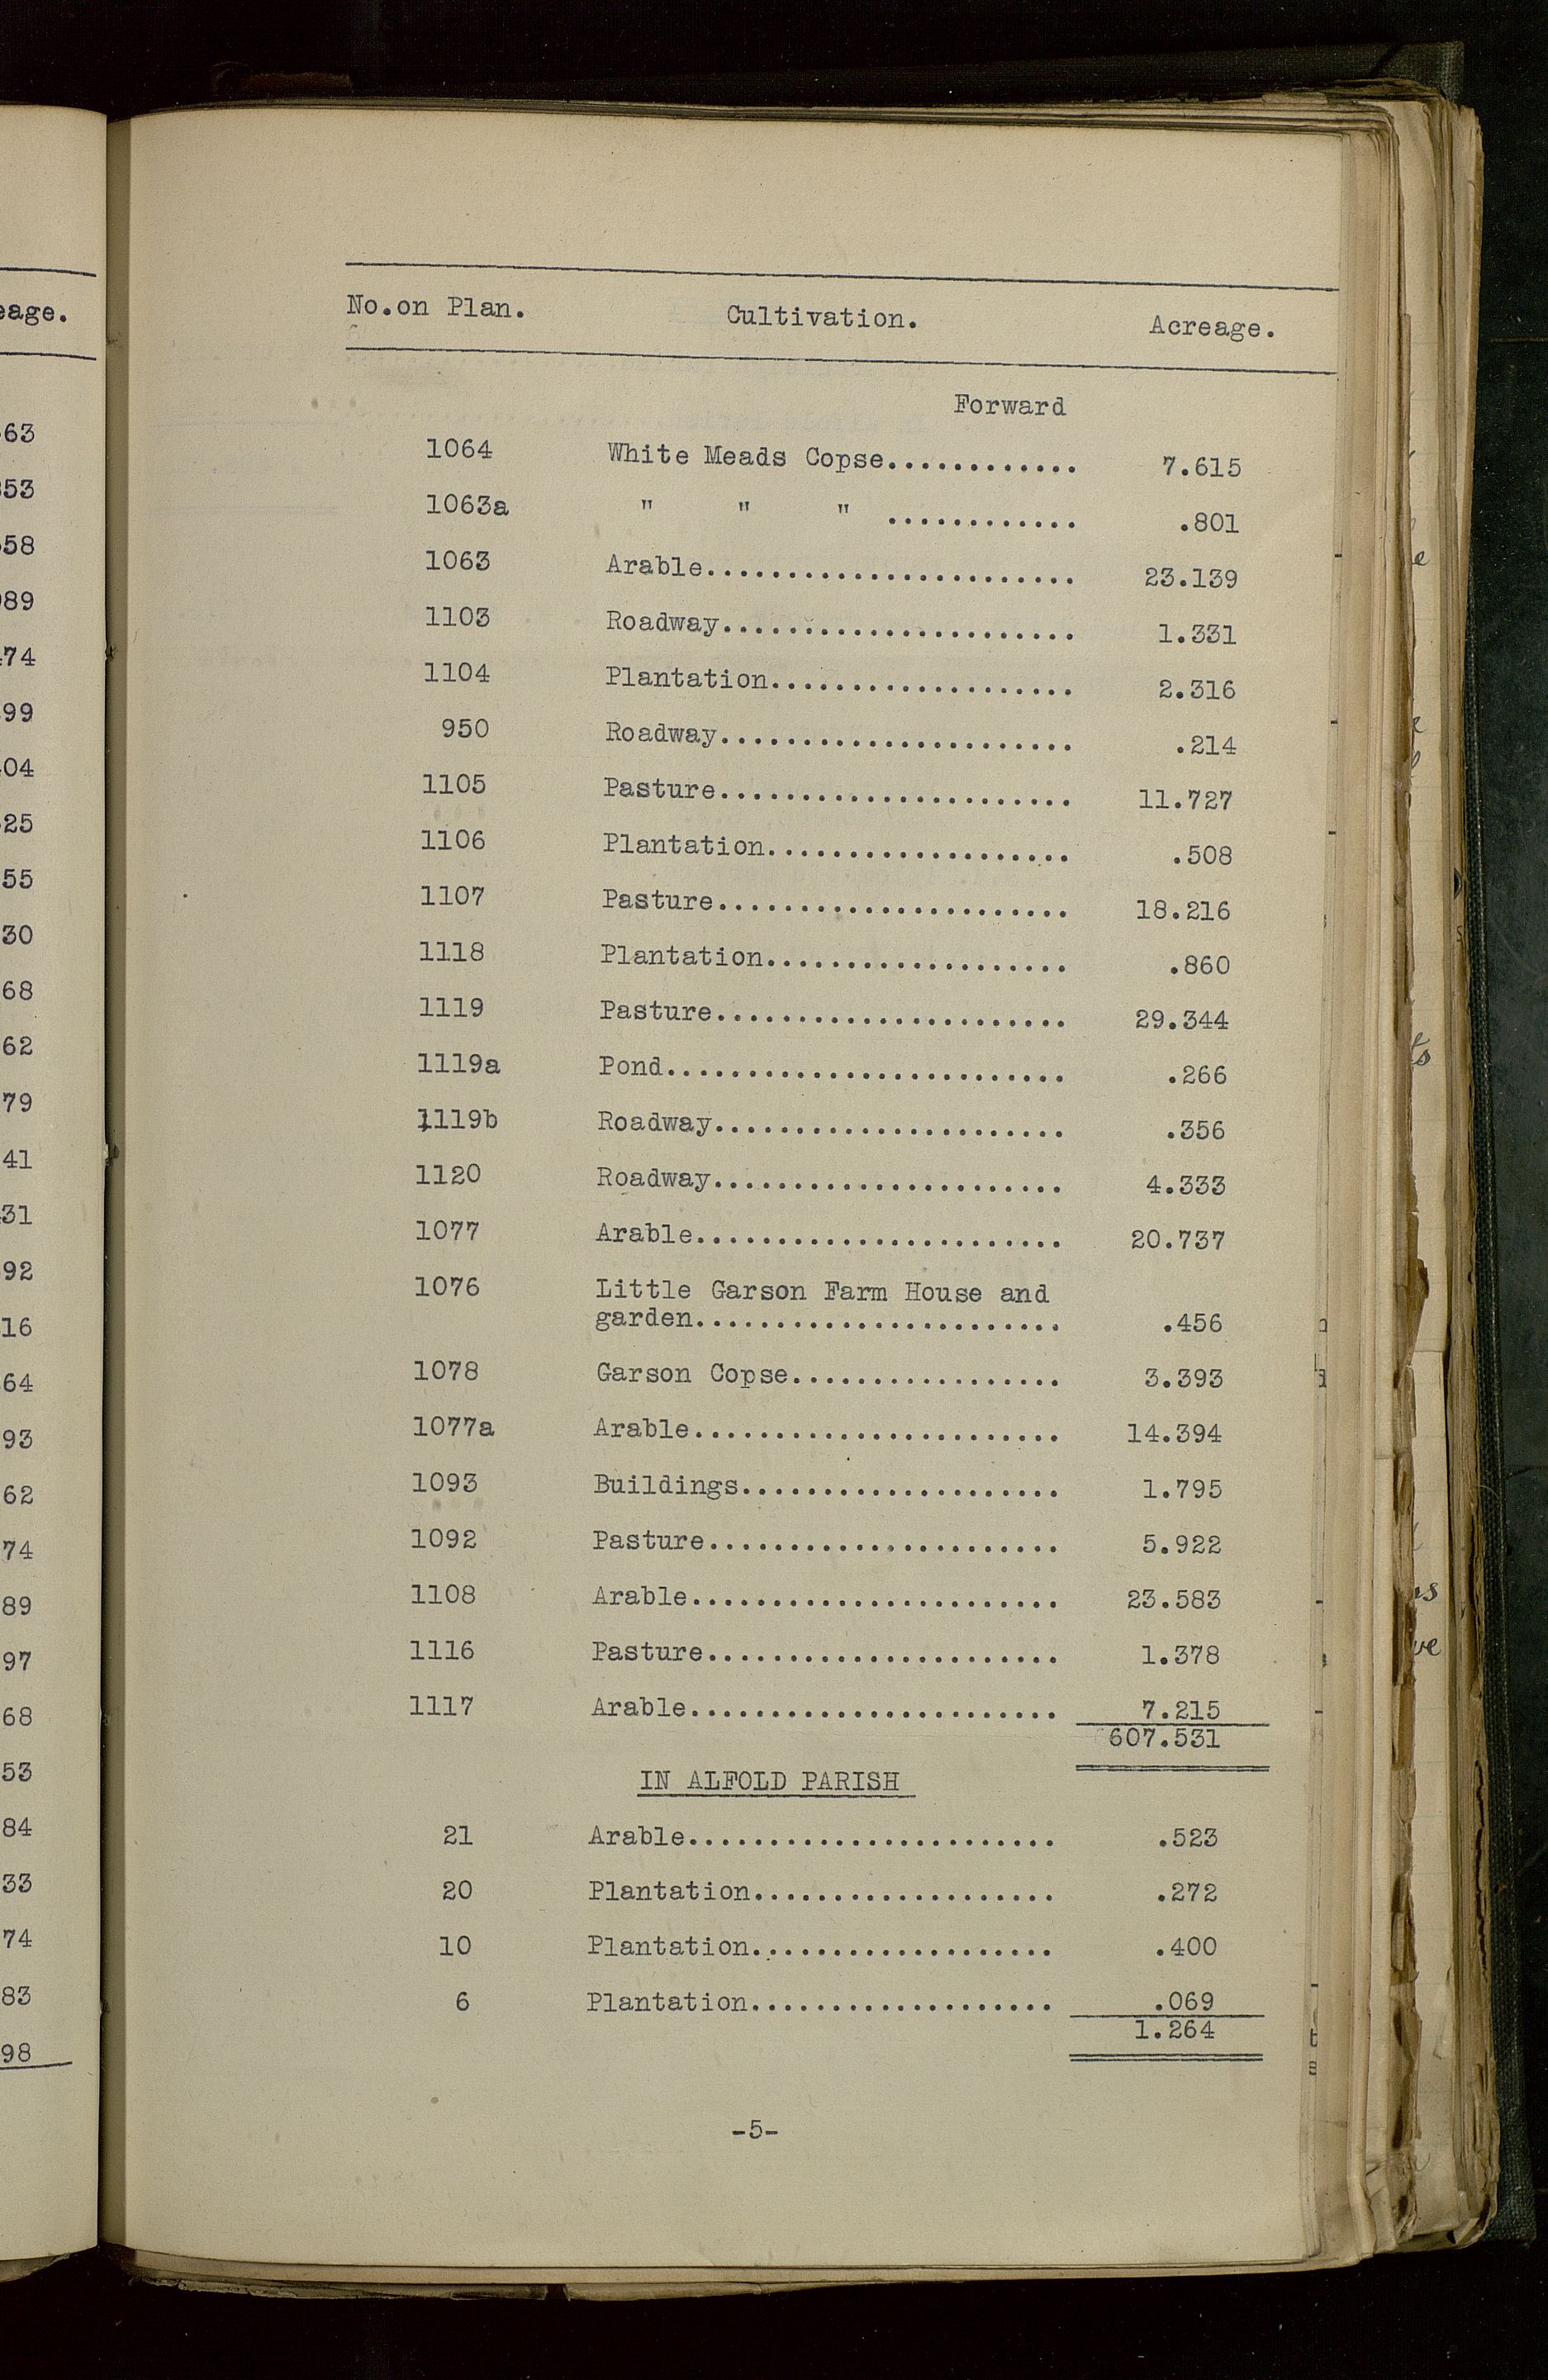 No.on Plan. Cultivation. Acreage.
Forward
1064 White Meads Copse............ 7.615
1063a " " " ............ .801
1063 Arable....................... 23.139
1103 Roadway...................... 1.331
1104 Plantation................... 2.316
950 Roadway...................... .214
1105 Pasture...................... 11.727
1106 Plantation................... .508
1107 Pasture...................... 18.216
1118 Plantation................... .860
1119 Pasture...................... 29.344
1119a Pond......................... .266
1119b Roadway...................... .356
1120 Roadway...................... 4.333
1077 Arable....................... 20.737
1076 Little Garson Farm House and
garden....................... .456
1078 Garson Copse................. 3.393
1077a Arable....................... 14.394
1093 Buildings.................... 1.795
1092 Pasture...................... 5.922
1108 Arable....................... 23.583
1116 Pasture...................... 1.378
1117 Arable....................... 7.215
607.531
IN ALFOLD PARISH
21 Arable....................... .523
20 Plantation................... .272
10 Plantation................... .400
6 Plantation................... .069
1.264
-5-